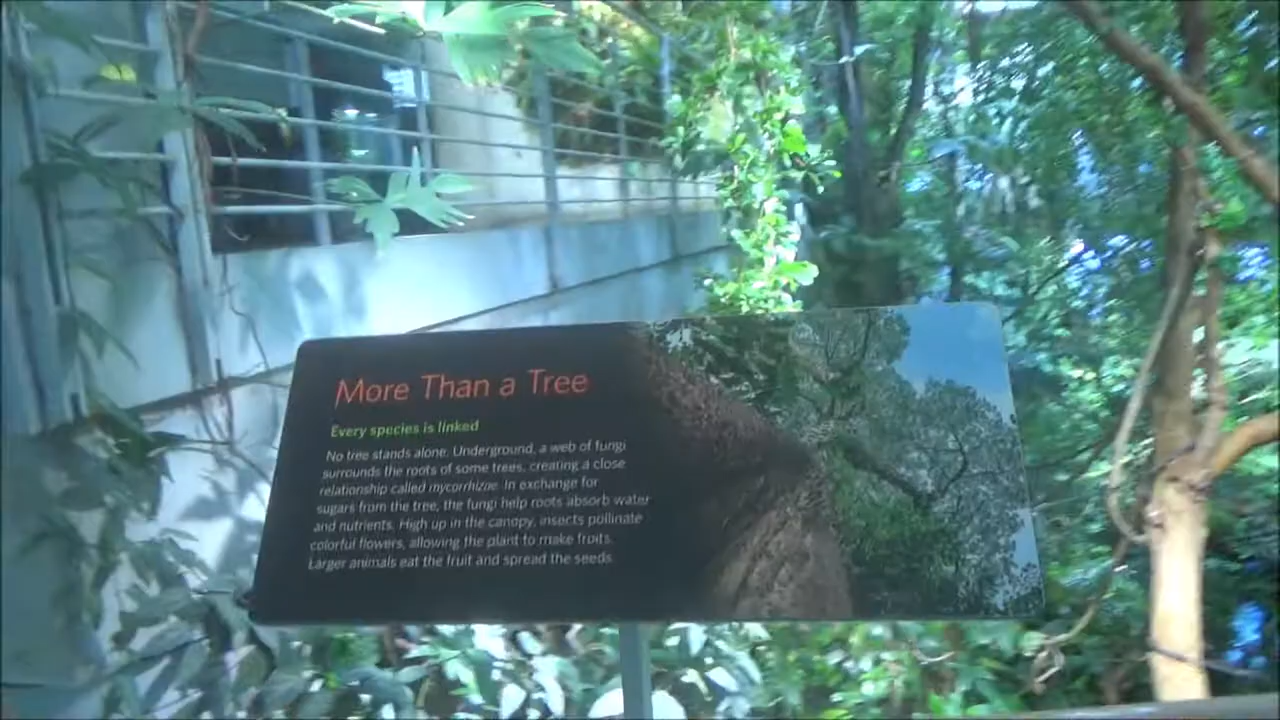 More Than a Tree
Every species is linked
No tree stands alone. Underground, a web of fungi
surrounds the roots of some trees, creating a close
relationship called mycorrhizae. In exchange for
sugars from the tree, the fungi help roots absorb water
and nutrients. High up in the canopy, insects pollinate
colorful flowers, allowing the plant to make fruits.
Larger animals eat the fruit and spread the seeds.